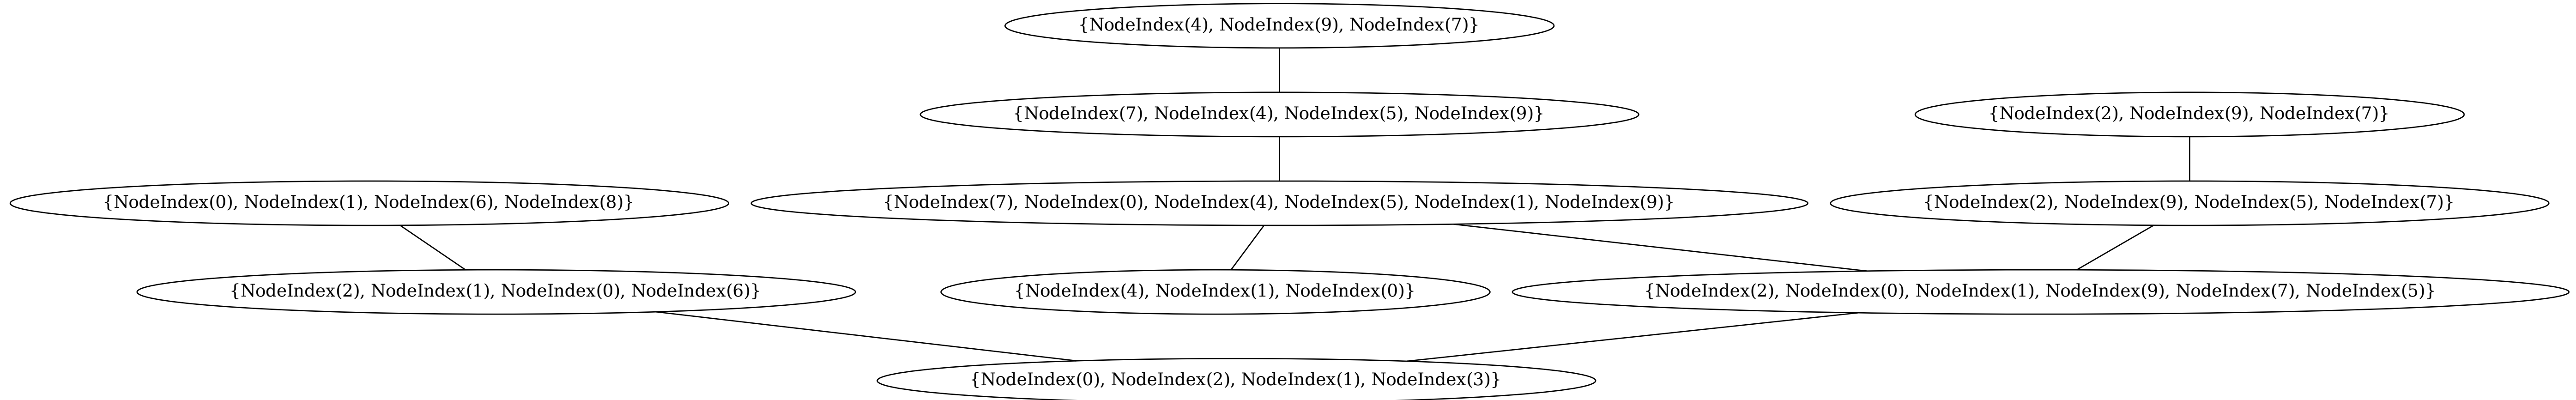 {NodeIndex(4), NodeIndex(9), NodeIndex(7)}
{NodeIndex(7), NodeIndex(4), NodeIndex(5), NodeIndex(9)}
{NodeIndex(2), NodeIndex(9), NodeIndex(7)}
{NodeIndex(0), NodeIndex(1), NodeIndex(6), NodeIndex(8)}
{NodeIndex(7), NodeIndex(0), NodeIndex(4), NodeIndex(5), NodeIndex(1), NodeIndex(9)}
{NodeIndex(2), NodeIndex(9), NodeIndex(5), NodeIndex(7)}
{NodeIndex(2), NodeIndex(1), NodeIndex(0), NodeIndex(6)}
{NodeIndex(4), NodeIndex(1), NodeIndex(0)}
{NodeIndex(2), NodeIndex(0), NodeIndex(1), NodeIndex(9), NodeIndex(7), NodeIndex(5)}
{NodeIndex(0), NodeIndex(2), NodeIndex(1), NodeIndex(3)}